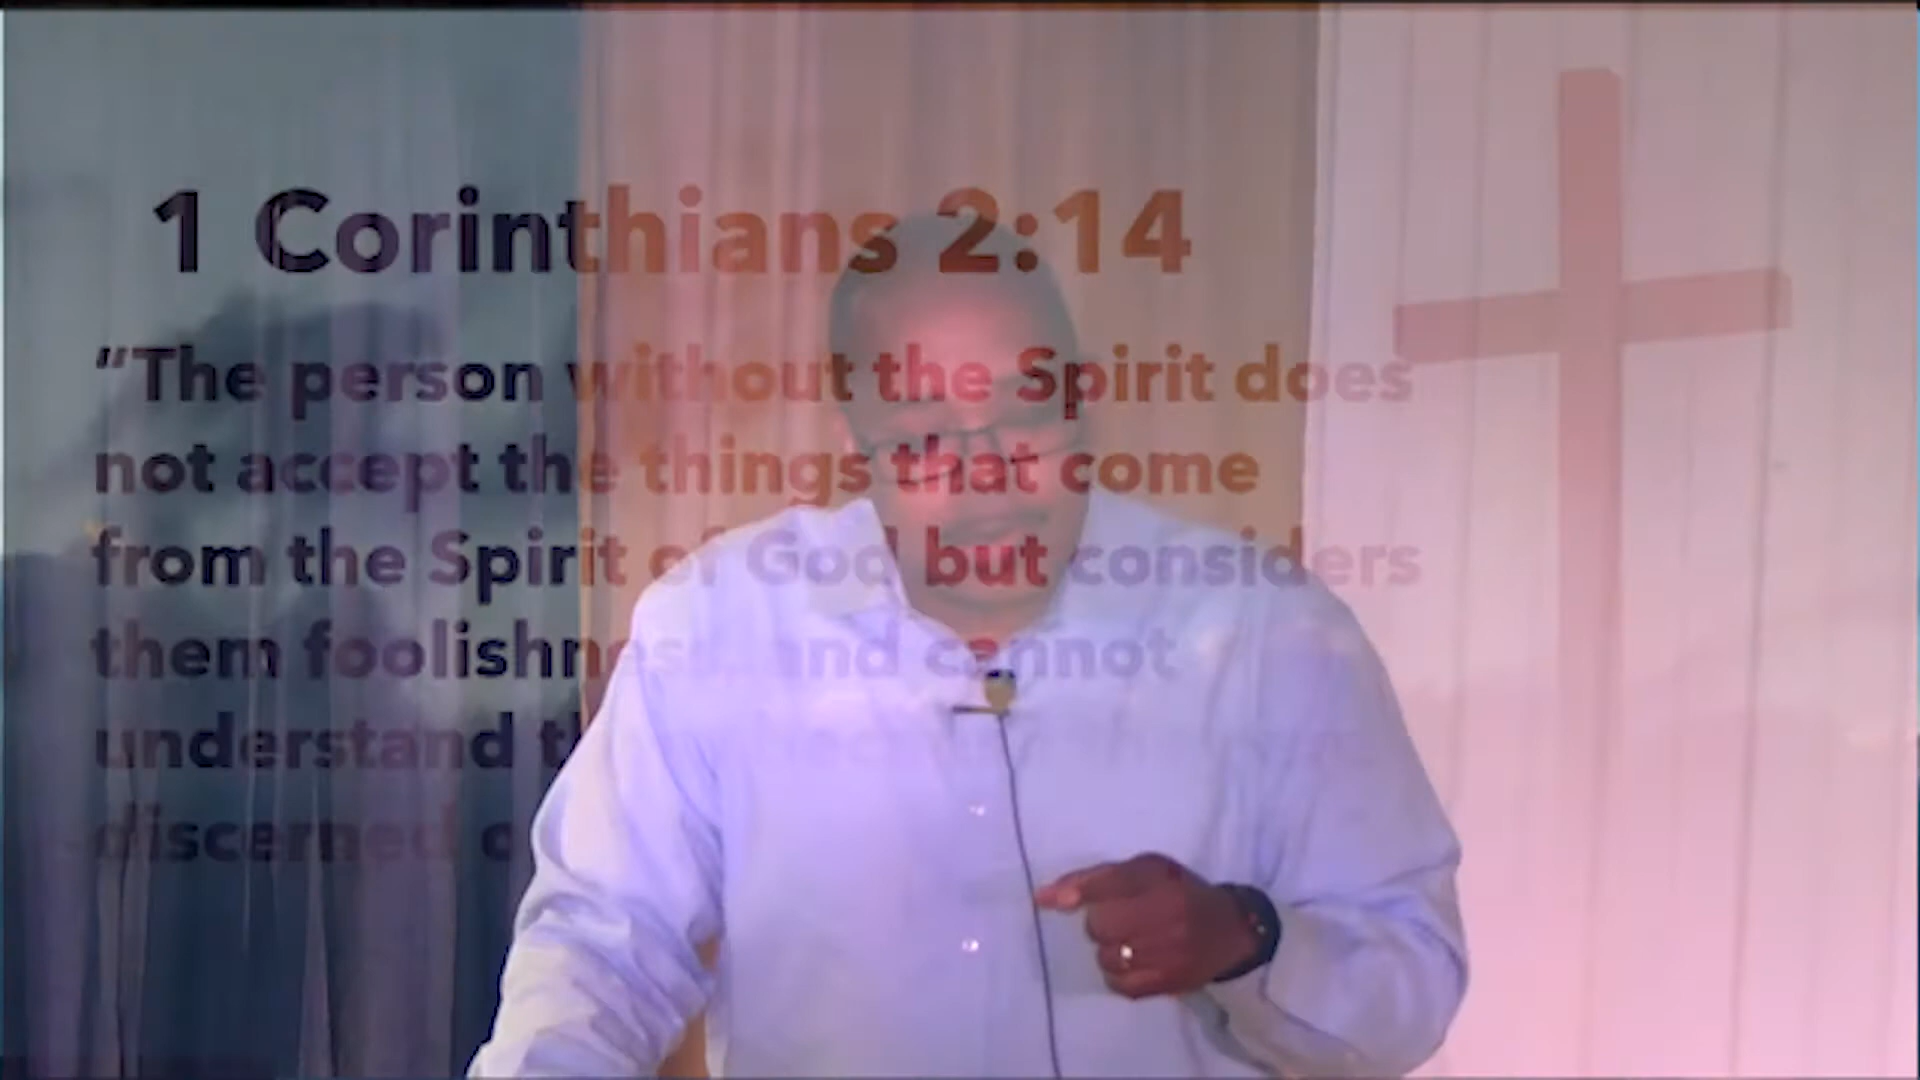 1 Corinthians 2:14
“The person without the Spirit does
not accept the things that come
from the Spirit of God but considers
them foolishness, and cannot
understand
discerned